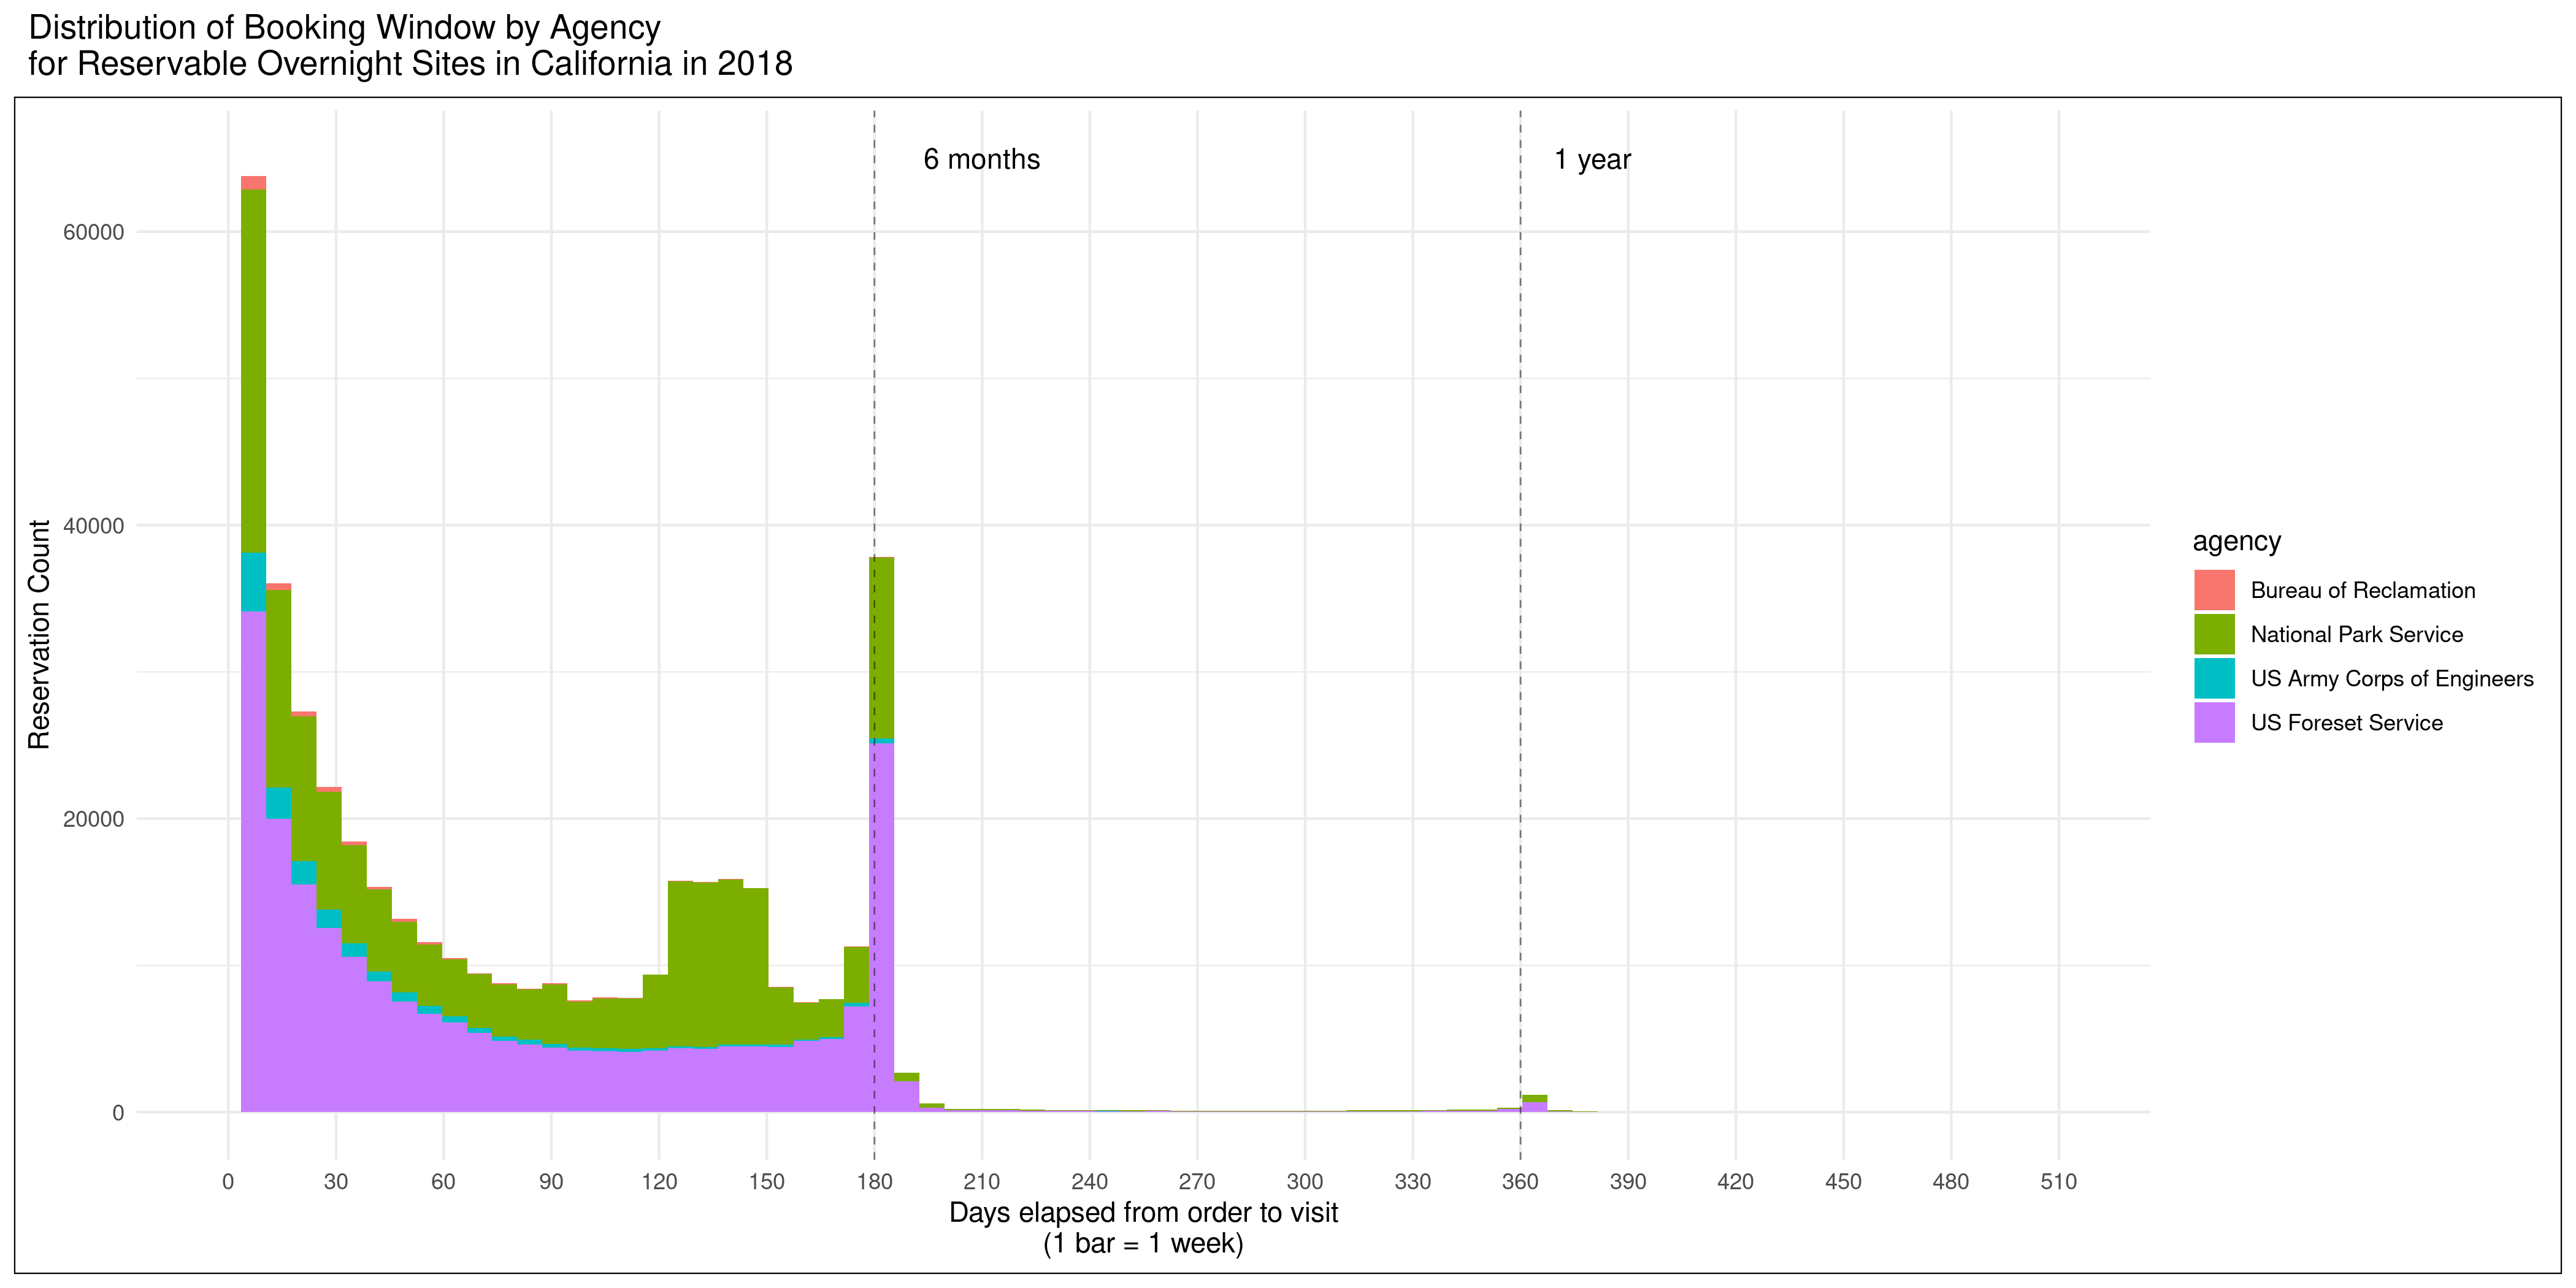 Distribution of Booking Window by Agency
for Reservable Overnight Sites in California in 2018
6 months
1 year
60000
40000
20000
0
Reservation Count
0 30 60 90 120 150 180 210 240 270 300 330 360 390 420 450 480 510
Days elapsed from order to visit
(1 bar = 1 week)
agency
Bureau of Reclamation
National Park Service
US Army Corps of Engineers
US Foreset Service